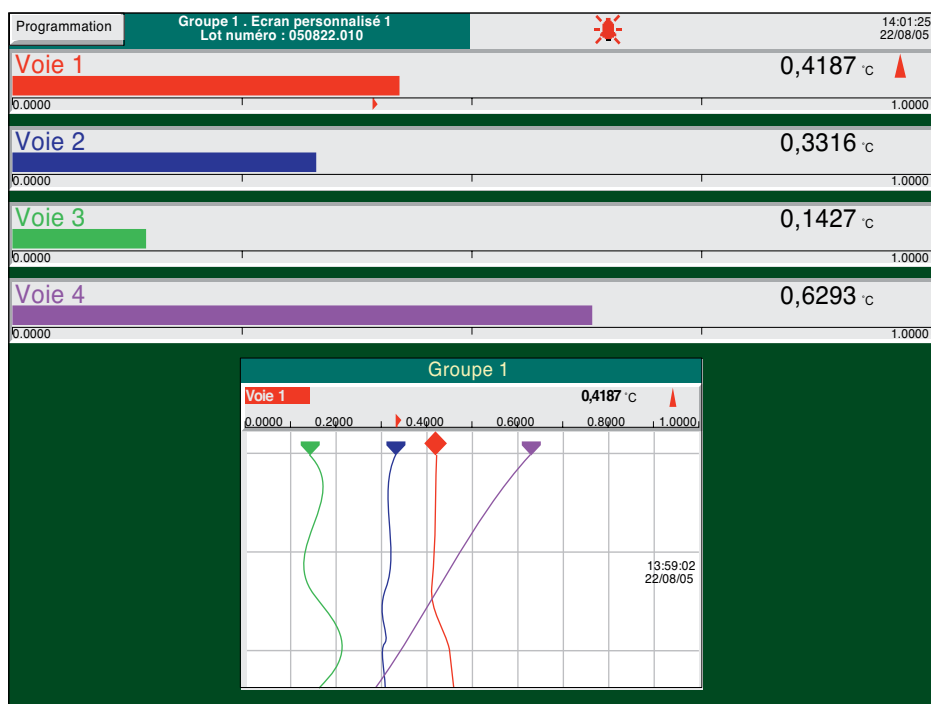 Programmation
Groupe 1 . Ecran personnalisé 1
Lot numéro : 050822.010
14:01:25
22/08/05
Voie 1
0,4187 °C
0.0000 1.0000
Voie 2
0,3316 °C
0.0000 1.0000
Voie 3
0,1427 °C
0.0000 1.0000
Voie 4
0,6293 °C
0.0000 1.0000
Groupe 1
Voie 1 0,4187 °C
0.0000 0.2000 0.4000 0.6000 0.8000 1.0000
13:59:02
22/08/05